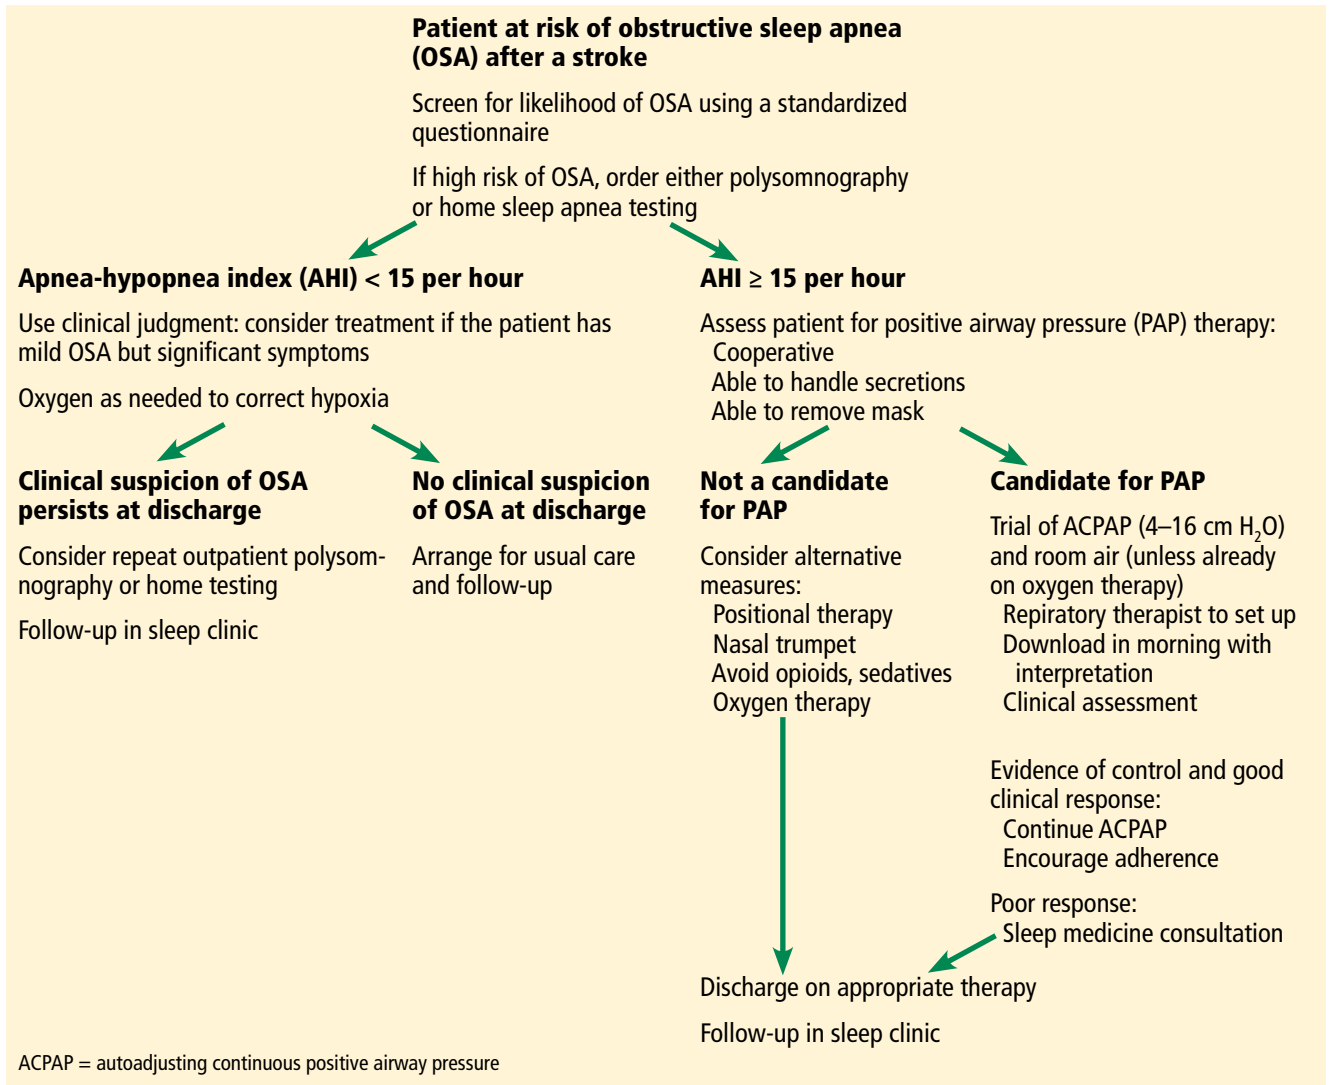 Patient at risk of obstructive sleep apnea
(OSA) after a stroke
Screen for likelihood of OSA using a standardized
questionnaire
If high risk of OSA, order either polysomnography
or home sleep apnea testing
Apnea-hypopnea index (AHI) < 15 per hour
Use clinical judgment: consider treatment if the patient has
mild OSA but significant symptoms
Oxygen as needed to correct hypoxia
AHI ≥ 15 per hour
Assess patient for positive airway pressure (PAP) therapy:
Cooperative
Able to handle secretions
Able to remove mask
Clinical suspicion of OSA
persists at discharge
Consider repeat outpatient polysom-
nography or home testing
Follow-up in sleep clinic
No clinical suspicion
of OSA at discharge
Arrange for usual care
and follow-up
Not a candidate
for PAP
Consider alternative
measures:
Positional therapy
Nasal trumpet
Avoid opioids, sedatives
Oxygen therapy
Candidate for PAP
Trial of ACPAP (4–16 cm H₂O)
and room air (unless already
on oxygen therapy)
Repiratory therapist to set up
Download in morning with
interpretation
Clinical assessment
Evidence of control and good
clinical response:
Continue ACPAP
Encourage adherence
Poor response:
Sleep medicine consultation
Discharge on appropriate therapy
Follow-up in sleep clinic
ACPAP = autoadjusting continuous positive airway pressure